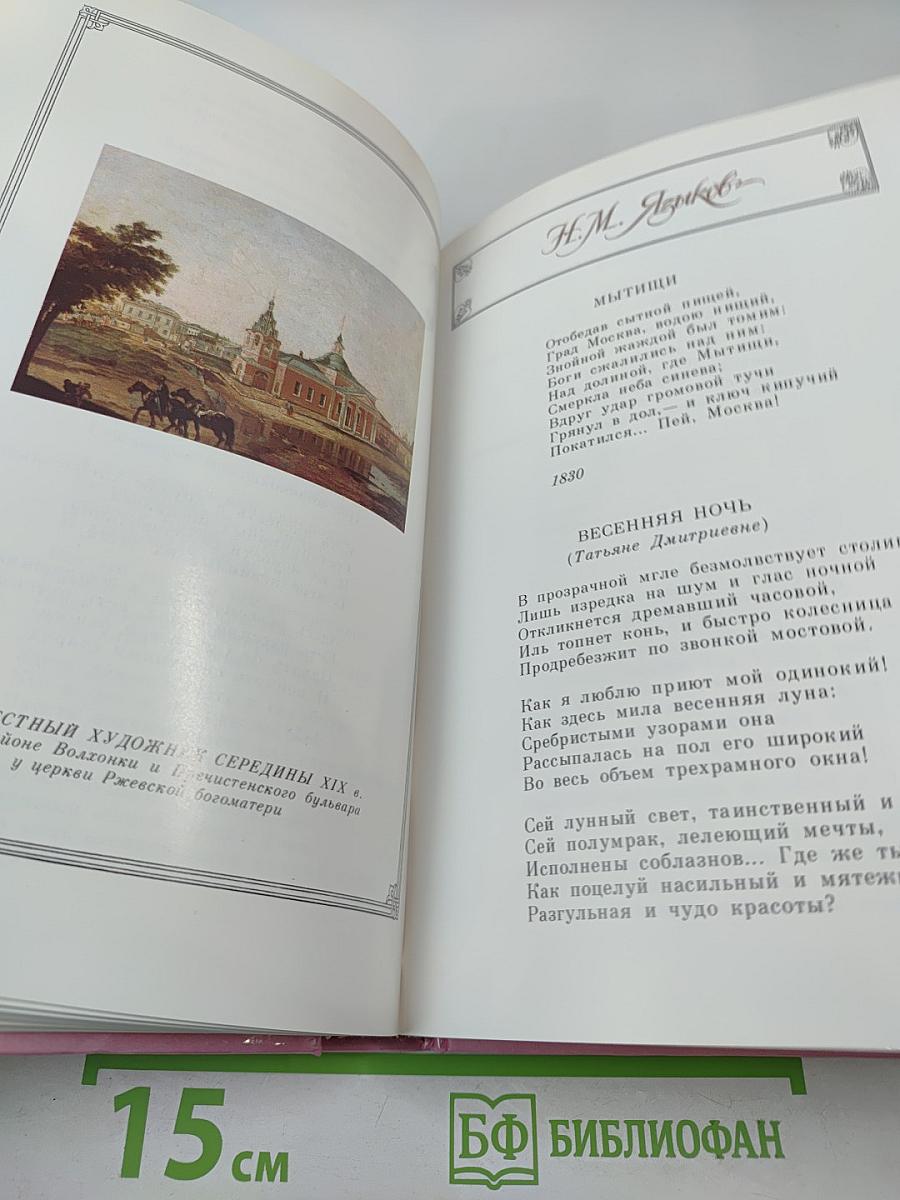 ЕСТНЫЙ ХУДОЖНИК СЕРЕДИНЫ XIX в.
йоне Волхонки и Пречистенского бульвара
у церкви Ржевской богоматери
Н.М. Языковъ
МЫТИЩИ
Отобедав сытной пищей,
Град Москва, водою нищий,
Знойной жаждой был томим!
Боги сжалились над ним!
Над долиной, где Мытищи,
Смеркла неба синева;
Вдруг удар громовой тучи
Грянул в дол,— и ключ кипучий
Покатился... Пей, Москва!
1830
ВЕСЕННЯЯ НОЧЬ
(Татьяне Дмитриевне)
В прозрачной мгле безмолвствует столиц
Лишь изредка на шум и глас ночной
Откликнется дремавший часовой,
Иль топнет конь, и быстро колесница
Продребезжит по звонкой мостовой.
Как я люблю приют мой одинокий!
Как здесь мила весенняя луна:
Сребристыми узорами она
Рассыпалась на пол его широкий
Во весь объем трехрамного окна!
Сей лунный свет, таинственный и
Сей полумрак, лелеющий мечты,
Исполнены соблазнов... Где же ты
Как поцелуй насильный и мятежн
Разгульная и чудо красоты?
15 см
БФ БИБЛИОФАН